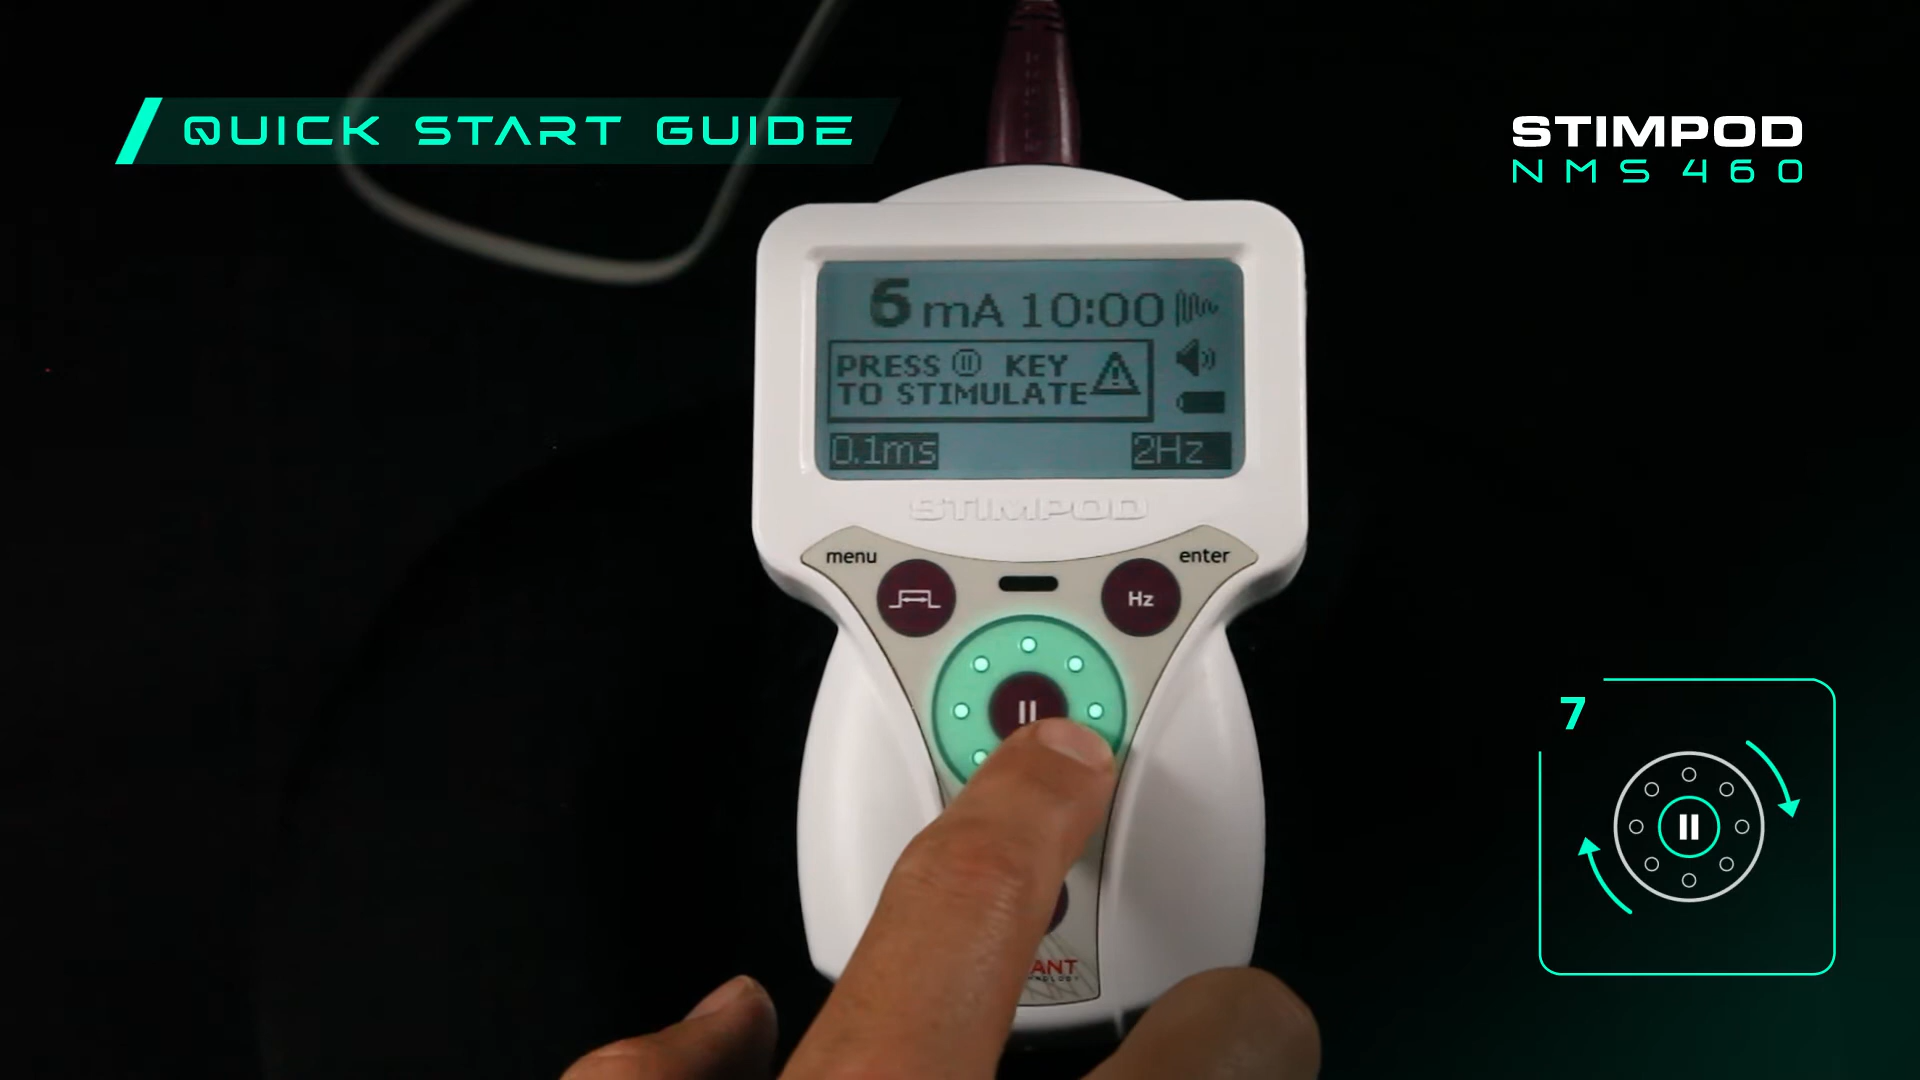 QUICK START GUIDE
STIMPOD
NMS 460
6 mA 10:00
PRESS KEY
TO STIMULATE
0.1ms
2Hz
STIMPOD
menu
enter
Hz
7